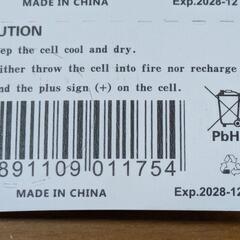 MADE IN CHINA Exp.2028-12
UTION
ep the cell cool and dry.
ither throw the cell into fire nor recharge
nd the plus sign (+) on the cell.
PbH
891109 011754
MADE IN CHINA Exp.2028-12